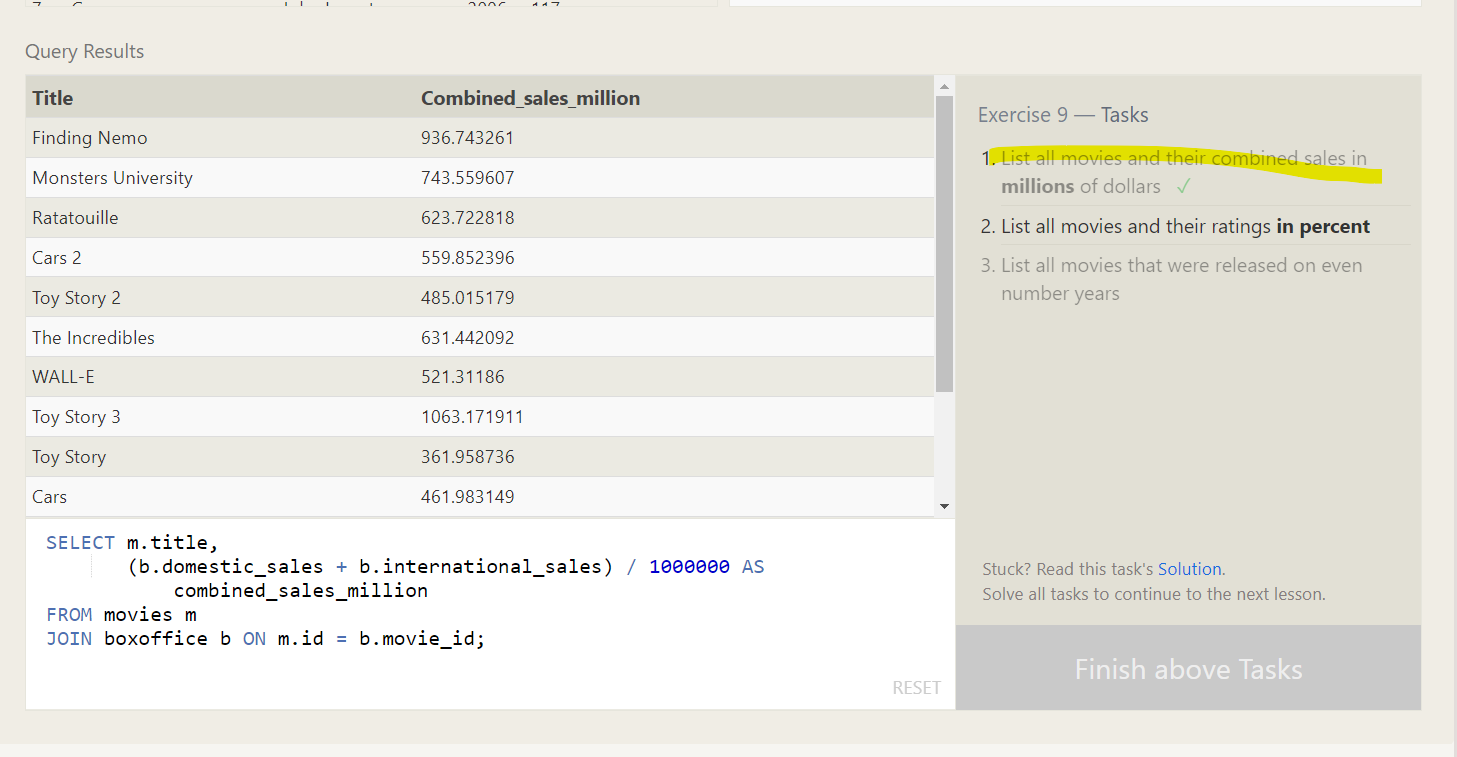 2006
117
Query Results
Title Combined_sales_million
Finding Nemo 936.743261
Monsters University 743.559607
Ratatouille 623.722818
Cars 2 559.852396
Toy Story 2 485.015179
The Incredibles 631.442092
WALL-E 521.31186
Toy Story 3 1063.171911
Toy Story 361.958736
Cars 461.983149
SELECT m.title,
(b.domestic_sales + b.international_sales) / 1000000 AS
combined_sales_million
FROM movies m
JOIN boxoffice b ON m.id = b.movie_id;
RESET
Exercise 9 — Tasks
1. List all movies and their combined sales in
millions of dollars ✓
2. List all movies and their ratings in percent
3. List all movies that were released on even
number years
Stuck? Read this task's Solution.
Solve all tasks to continue to the next lesson.
Finish above Tasks